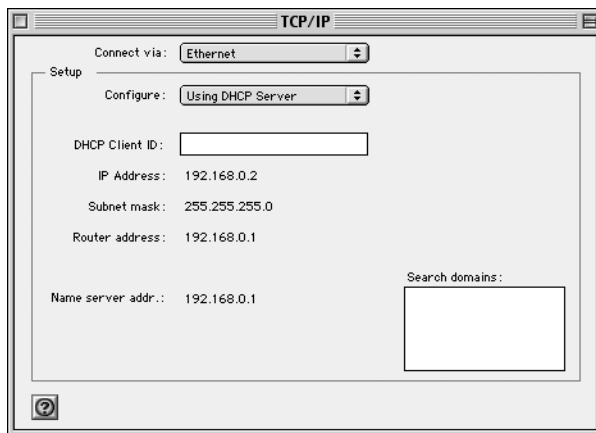 TCP/IP
Connect via: Ethernet
Setup
Configure: Using DHCP Server
DHCP Client ID:
IP Address: 192.168.0.2
Subnet mask: 255.255.255.0
Router address: 192.168.0.1
Search domains:
Name server addr.: 192.168.0.1
?